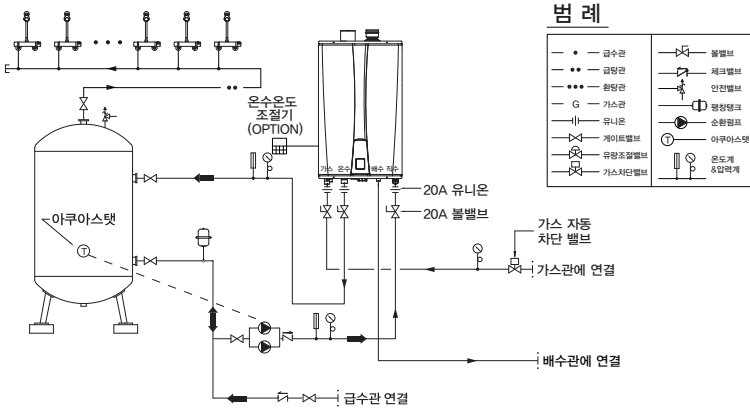 범 례
급수관
급탕관
환탕관
G 가스관
유니온
게이트밸브
유량조절밸브
가스차단밸브
볼밸브
체크밸브
안전밸브
팽창탱크
순환펌프
T 아쿠아스탯
온도계
&압력계
온수온도
조절기
(OPTION)
가스 온수 배수 직수
20A 유니온
20A 볼밸브
아쿠아스탯
T
가스 자동
차단 밸브
가스관에 연결
배수관에 연결
급수관 연결